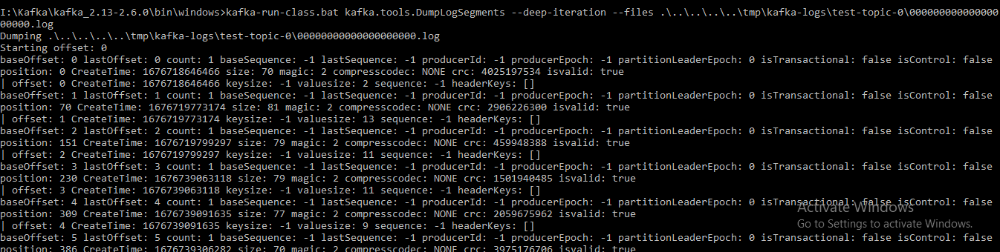 I:\Kafka\kafka_2.13-2.6.0\bin\windows>kafka-run-class.bat kafka.tools.DumpLogSegments --deep-iteration --files .\..\..\..\..\tmp\kafka-logs\test-topic-0\000000000000000
00000.log
Dumping .\..\..\..\..\tmp\kafka-logs\test-topic-0\00000000000000000000.log
Starting offset: 0
baseOffset: 0 lastOffset: 0 count: 1 baseSequence: -1 lastSequence: -1 producerId: -1 producerEpoch: -1 partitionLeaderEpoch: 0 isTransactional: false isControl: false
position: 0 CreateTime: 1676718646466 size: 70 magic: 2 compresscodec: NONE crc: 4025197534 isvalid: true
| offset: 0 CreateTime: 1676718646466 keysize: -1 valuesize: 2 sequence: -1 headerKeys: []
baseOffset: 1 lastOffset: 1 count: 1 baseSequence: -1 lastSequence: -1 producerId: -1 producerEpoch: -1 partitionLeaderEpoch: 0 isTransactional: false isControl: false
position: 70 CreateTime: 1676719773174 size: 81 magic: 2 compresscodec: NONE crc: 2906226300 isvalid: true
| offset: 1 CreateTime: 1676719773174 keysize: -1 valuesize: 13 sequence: -1 headerKeys: []
baseOffset: 2 lastOffset: 2 count: 1 baseSequence: -1 lastSequence: -1 producerId: -1 producerEpoch: -1 partitionLeaderEpoch: 0 isTransactional: false isControl: false
position: 151 CreateTime: 1676719799297 size: 79 magic: 2 compresscodec: NONE crc: 459948388 isvalid: true
| offset: 2 CreateTime: 1676719799297 keysize: -1 valuesize: 11 sequence: -1 headerKeys: []
baseOffset: 3 lastOffset: 3 count: 1 baseSequence: -1 lastSequence: -1 producerId: -1 producerEpoch: -1 partitionLeaderEpoch: 0 isTransactional: false isControl: false
position: 230 CreateTime: 1676739063118 size: 79 magic: 2 compresscodec: NONE crc: 1501940485 isvalid: true
| offset: 3 CreateTime: 1676739063118 keysize: -1 valuesize: 11 sequence: -1 headerKeys: []
baseOffset: 4 lastOffset: 4 count: 1 baseSequence: -1 lastSequence: -1 producerId: -1 producerEpoch: -1 partitionLeaderEpoch: 0 isTransactional: false isControl: false
position: 309 CreateTime: 1676739091635 size: 77 magic: 2 compresscodec: NONE crc: 2059675962 isvalid: true
Activate Windows
| offset: 4 CreateTime: 1676739091635 keysize: -1 valuesize: 9 sequence: -1 headerKeys: []
Go to Settings to activate Windows.
baseOffset: 5 lastOffset: 5 count: 1 baseSequence: -1 lastSequence: -1 producerId: -1 producerEpoch: -1 partitionLeaderEpoch: 0 isTransactional: false isControl: false
position: 386 CreateTime: 1676739306282 size: 70 magic: 2 compresscodec: NONE crc: 3975176706 isvalid: true